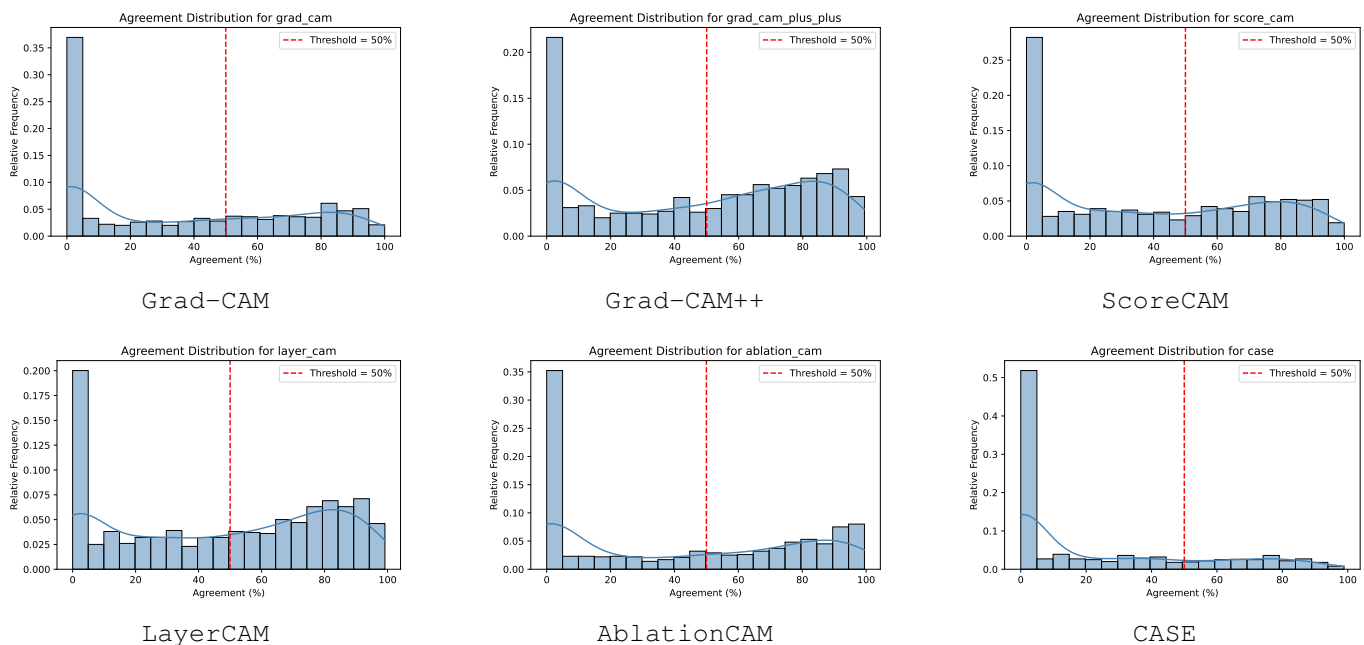 Agreement Distribution for grad_cam
Threshold = 50%
Relative Frequency
0.35
0.30
0.25
0.20
0.15
0.10
0.05
0.00
0 20 40 60 80 100
Agreement (%)
Grad-CAM
Agreement Distribution for grad_cam_plus_plus
Threshold = 50%
Relative Frequency
0.20
0.15
0.10
0.05
0.00
0 20 40 60 80 100
Agreement (%)
Grad-CAM++
Agreement Distribution for score_cam
Threshold = 50%
Relative Frequency
0.25
0.20
0.15
0.10
0.05
0.00
0 20 40 60 80 100
Agreement (%)
ScoreCAM
Agreement Distribution for layer_cam
Threshold = 50%
Relative Frequency
0.200
0.175
0.150
0.125
0.100
0.075
0.050
0.025
0.000
0 20 40 60 80 100
Agreement (%)
LayerCAM
Agreement Distribution for ablation_cam
Threshold = 50%
Relative Frequency
0.35
0.30
0.25
0.20
0.15
0.10
0.05
0.00
0 20 40 60 80 100
Agreement (%)
AblationCAM
Agreement Distribution for case
Threshold = 50%
Relative Frequency
0.5
0.4
0.3
0.2
0.1
0.0
0 20 40 60 80 100
Agreement (%)
CASE